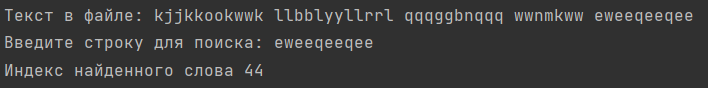 Текст в файле: kjjkkookwwk llbblyyllrrl qqqggbnqqq wwnmkww eweeqeeqee
Введите строку для поиска: eweeqeeqee
Индекс найденного слова 44